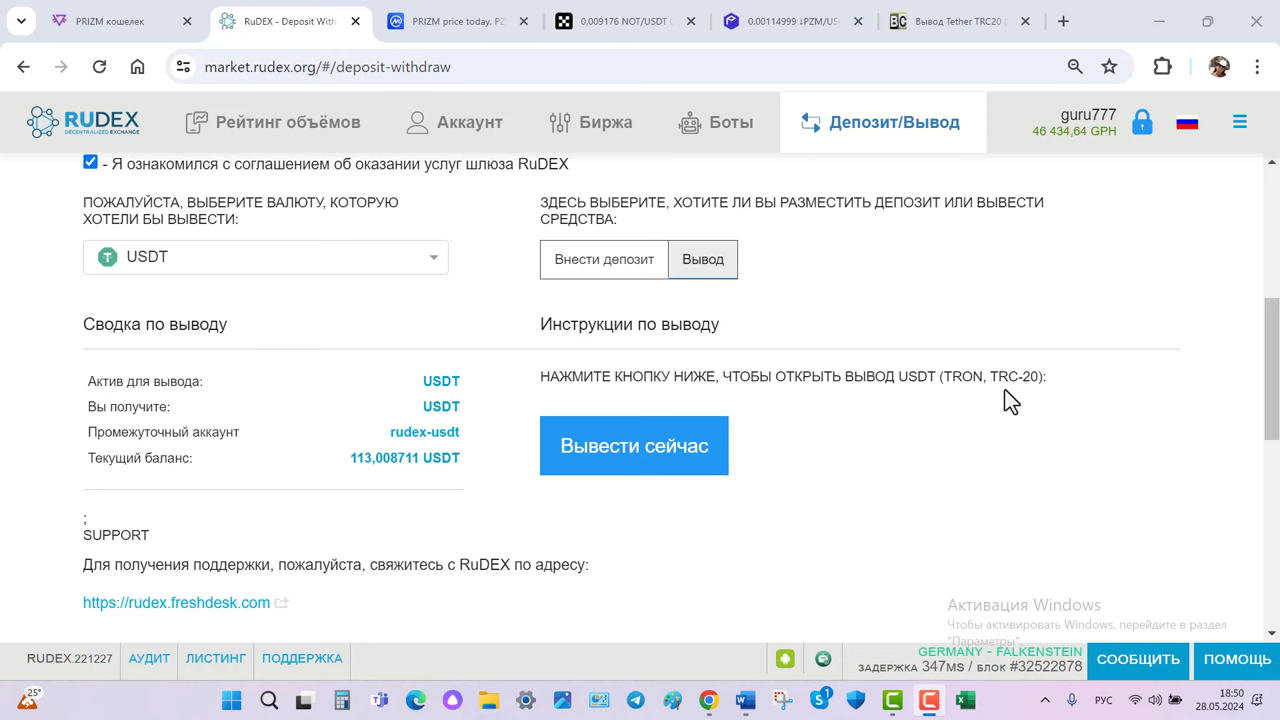 PRIZM кошелек
RuDEX - Deposit With
PRIZM price today, PZ
0.009176 NOT/USDT
0.00114999 ↓PZM/US
Вывод Tether TRC20
market.rudex.org/#/deposit-withdraw
RUDEX
DECENTRALIZED EXCHANGE
Рейтинг объёмов
Аккаунт
Биржа
Боты
Депозит/Вывод
guru777
46 434,64 GPH
- Я ознакомился с соглашением об оказании услуг шлюза RuDEX
ПОЖАЛУЙСТА, ВЫБЕРИТЕ ВАЛЮТУ, КОТОРУЮ
ХОТЕЛИ БЫ ВЫВЕСТИ:
ЗДЕСЬ ВЫБЕРИТЕ, ХОТИТЕ ЛИ ВЫ РАЗМЕСТИТЬ ДЕПОЗИТ ИЛИ ВЫВЕСТИ
СРЕДСТВА:
USDT
Внести депозит
Вывод
Сводка по выводу
Инструкции по выводу
Актив для вывода: USDT
Вы получите: USDT
Промежуточный аккаунт rudex-usdt
Текущий баланс: 113,008711 USDT
НАЖМИТЕ КНОПКУ НИЖЕ, ЧТОБЫ ОТКРЫТЬ ВЫВОД USDT (TRON, TRC-20):
Вывести сейчас
;
SUPPORT
Для получения поддержки, пожалуйста, свяжитесь с RuDEX по адресу:
https://rudex.freshdesk.com
Активация Windows
Чтобы активировать Windows, перейдите в раздел
"Параметры".
RUDEX.221227
АУДИТ
ЛИСТИНГ
ПОДДЕРЖКА
GERMANY - FALKENSTEIN
ЗАДЕРЖКА 347MS / БЛОК #32522878
СООБЩИТЬ
ПОМОЩЬ
25°
1
РУС
18:50
28.05.2024